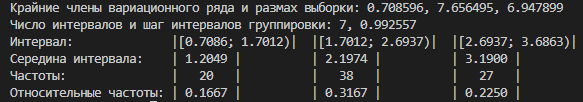 Крайние члены вариационного ряда и размах выборки: 0.708596, 7.656495, 6.947899
Число интервалов и шаг интервалов группировки: 7, 0.992557
Интервал: |[0.7086; 1.7012)| |[1.7012; 2.6937)| |[2.6937; 3.6863)|
Середина интервала: | 1.2049 | | 2.1974 | | 3.1900 |
Частоты: | 20 | | 38 | | 27 |
Относительные частоты: | 0.1667 | | 0.3167 | | 0.2250 |